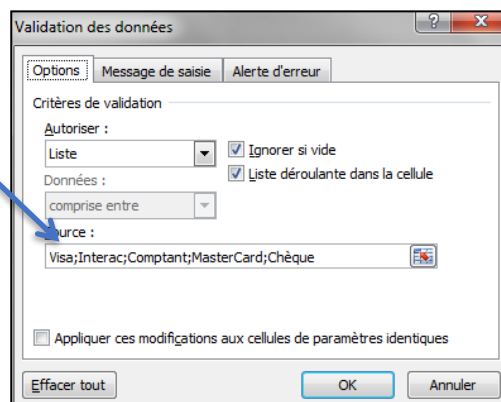 Validation des données
Options Message de saisie Alerte d'erreur
Critères de validation
Autoriser :
Liste
Ignorer si vide
Données :
Liste déroulante dans la cellule
comprise entre
Source :
Visa;Interac;Comptant;MasterCard;Chèque
Appliquer ces modifications aux cellules de paramètres identiques
Effacer tout OK Annuler